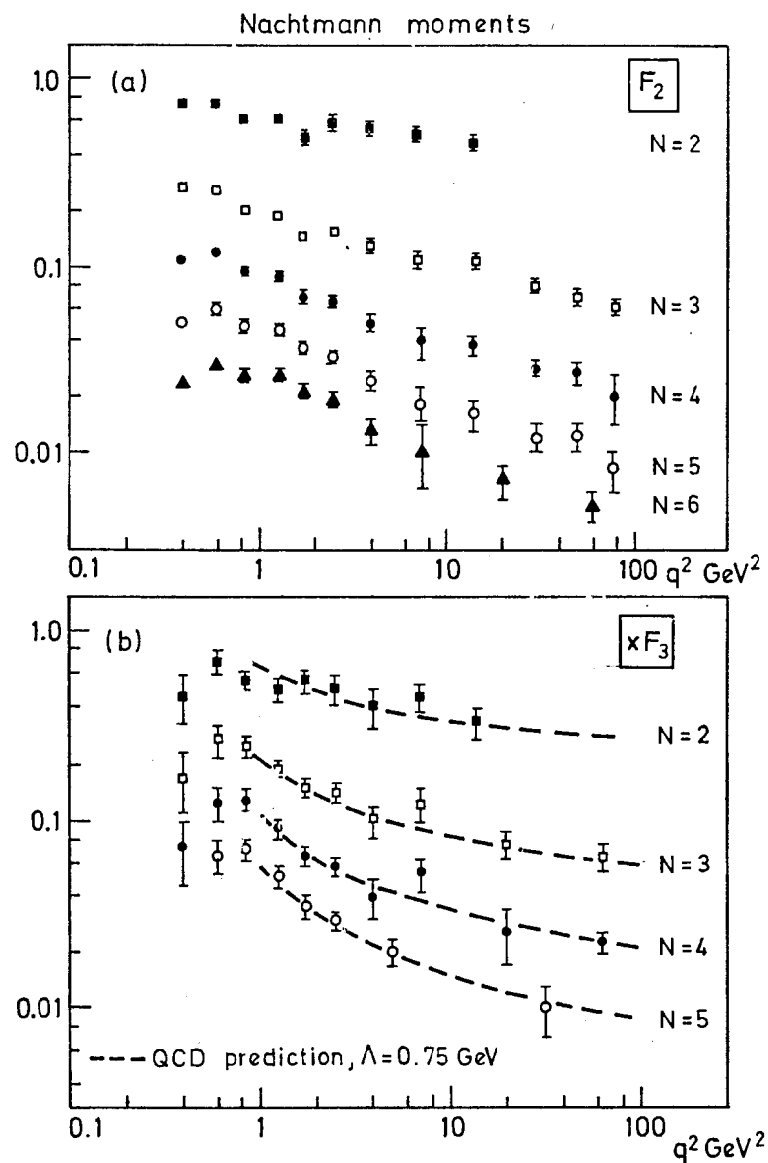 Nachtmann moments
(a)
F₂
1.0
0.1
0.01
N=2
N=3
N=4
N=5
N=6
0.1
1
10
100
q² GeV²
(b)
xF₃
1.0
0.1
0.01
N=2
N=3
N=4
N=5
QCD prediction, Λ=0.75 GeV
0.1
1
10
100
q² GeV²